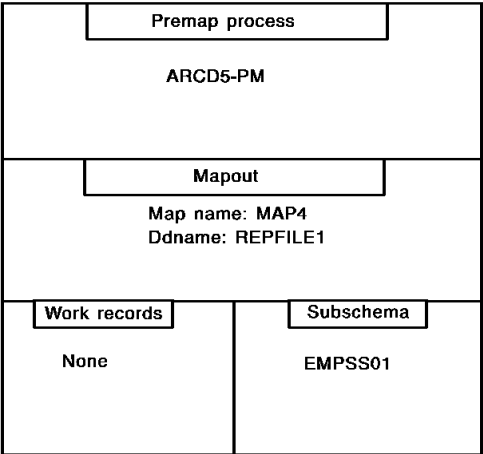 Premap process
ARCD5-PM
Mapout
Map name: MAP4
Ddname: REPFILE1
Work records
None
Subschema
EMPSS01